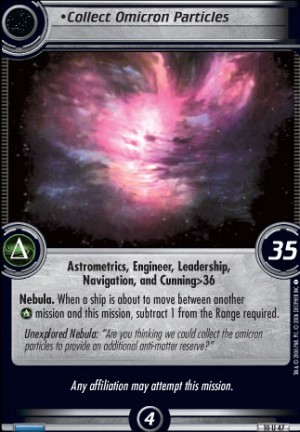 •Collect Omicron Particles
Δ
35
Astrometrics, Engineer, Leadership,
Navigation, and Cunning>36
Nebula. When a ship is about to move between another
Δ mission and this mission, subtract 1 from the Range required.
Unexplored Nebula: "Are you thinking we could collect the omicron
particles to provide an additional anti-matter reserve?"
Any affiliation may attempt this mission.
4
10 U 47